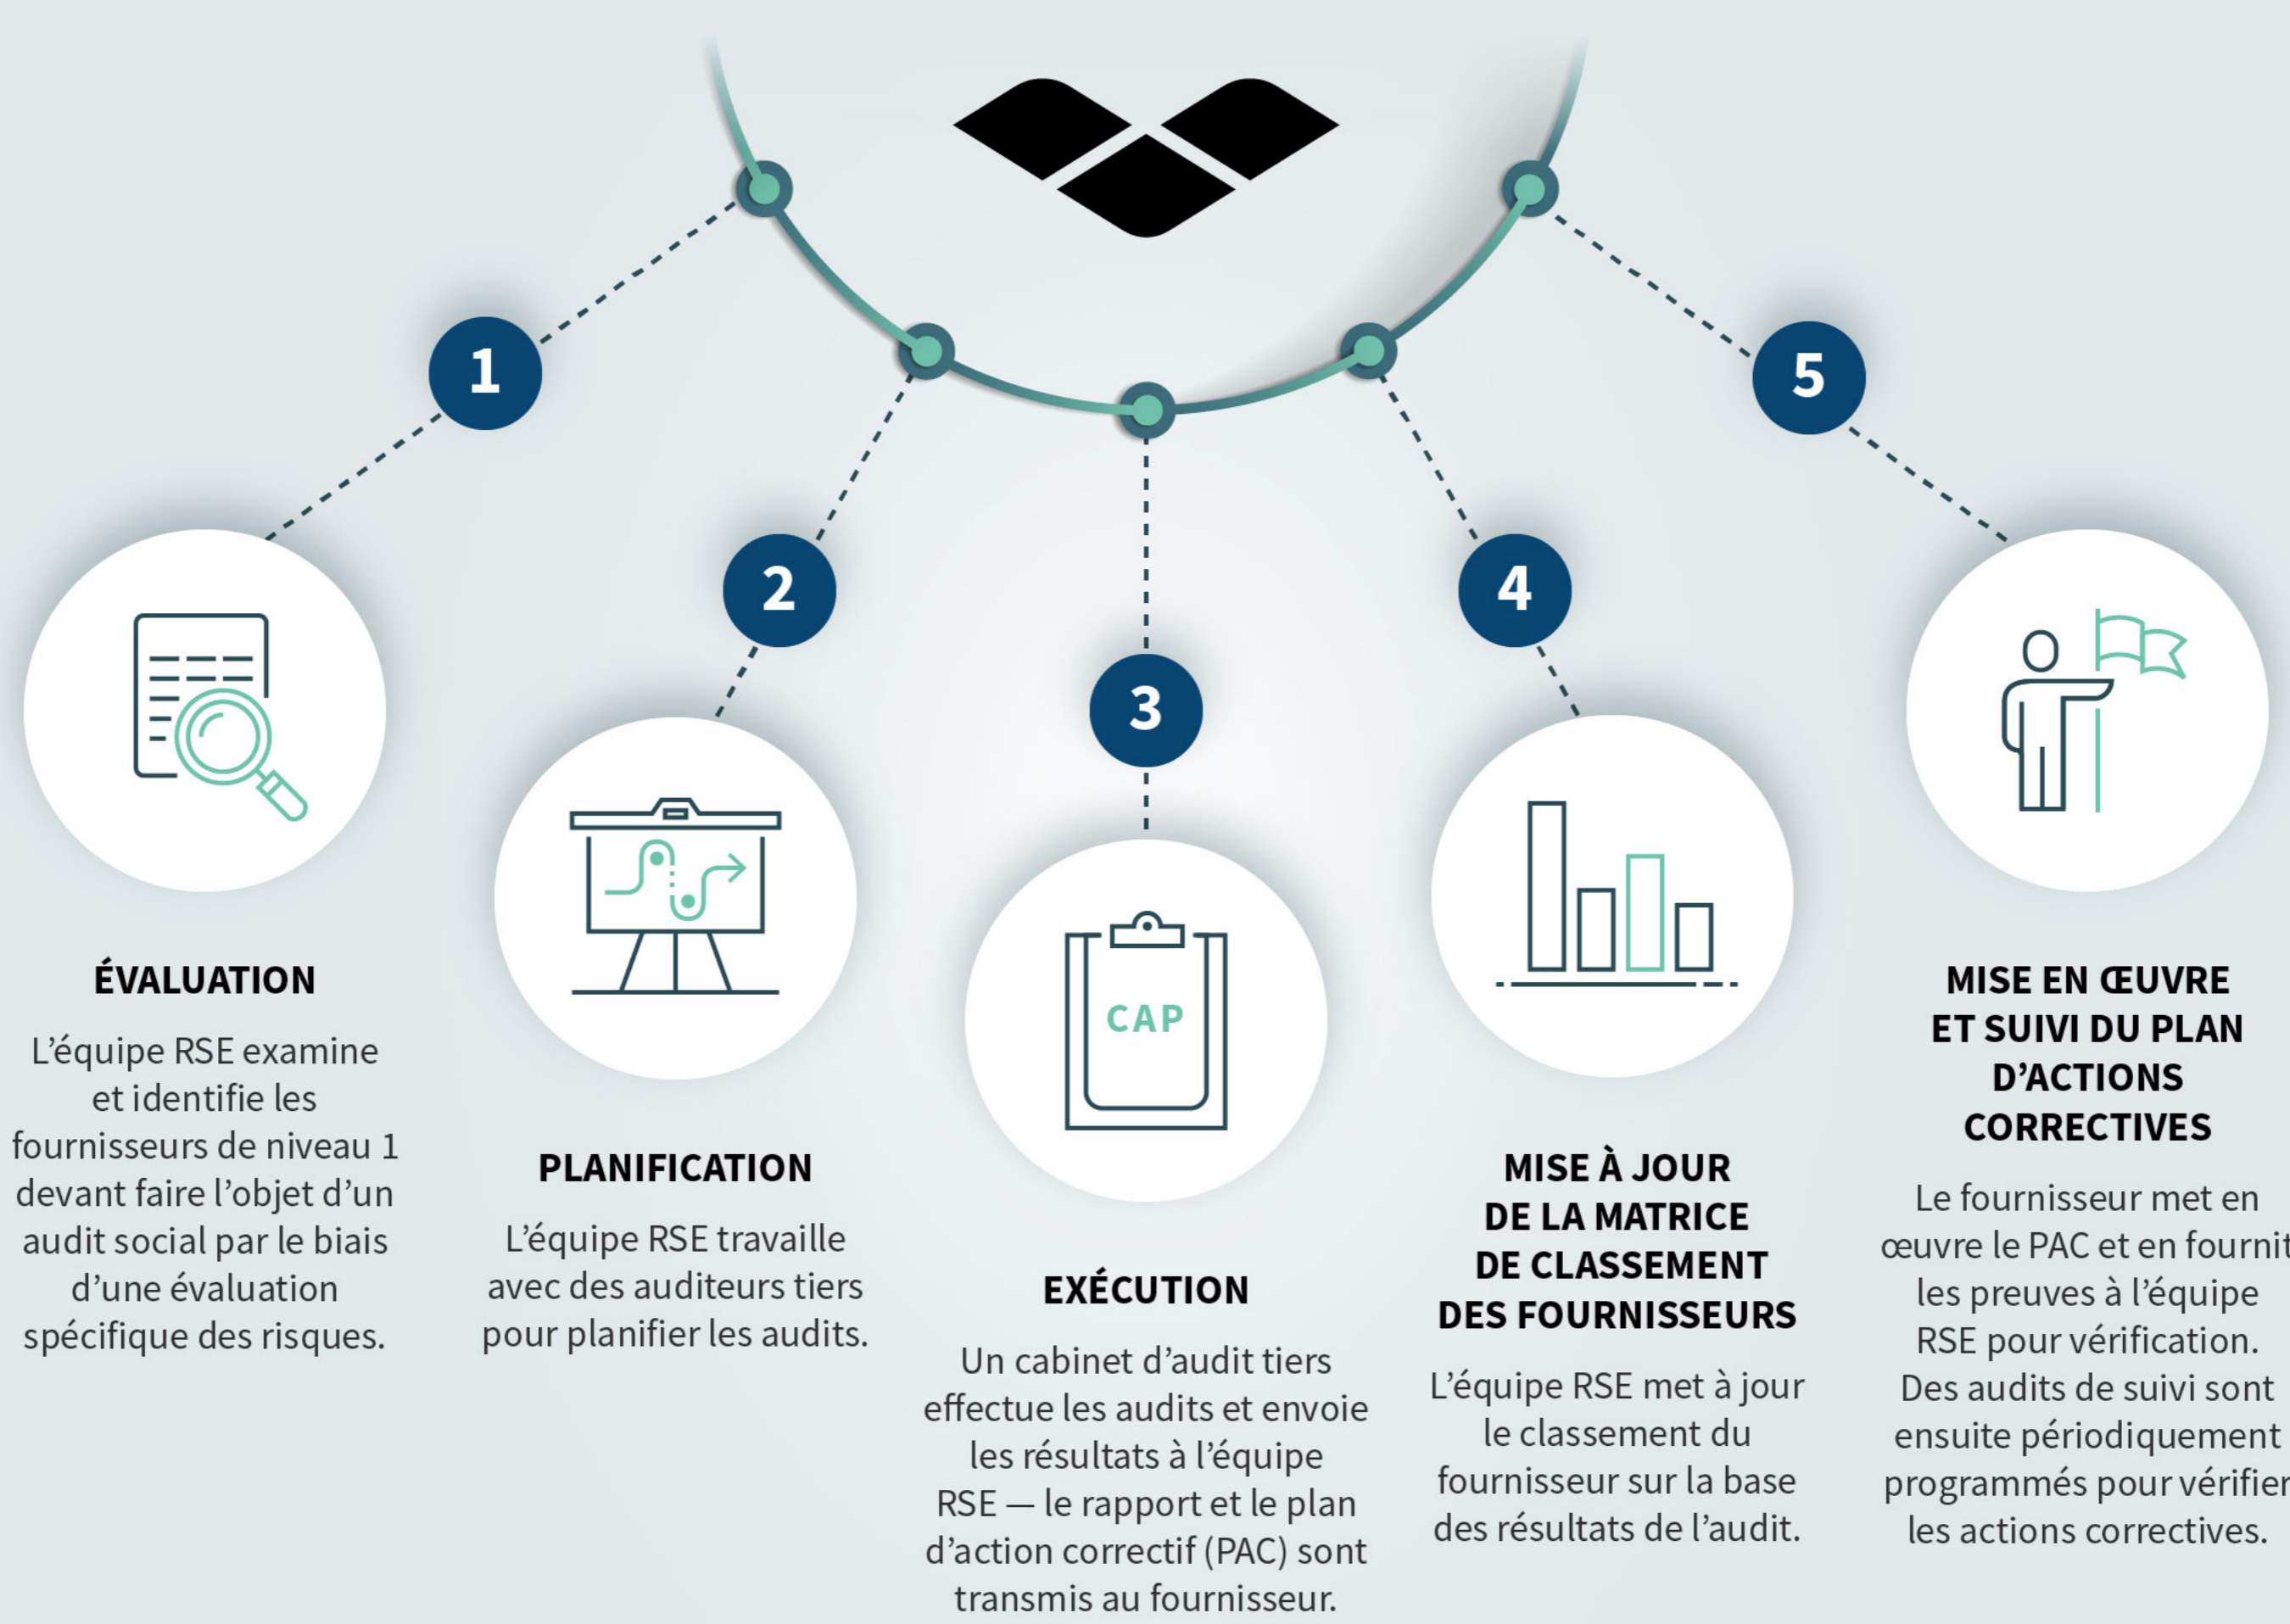 1
ÉVALUATION
L’équipe RSE examine
et identifie les
fournisseurs de niveau 1
devant faire l’objet d’un
audit social par le biais
d’une évaluation
spécifique des risques.
2
PLANIFICATION
L’équipe RSE travaille
avec des auditeurs tiers
pour planifier les audits.
3
CAP
EXÉCUTION
Un cabinet d’audit tiers
effectue les audits et envoie
les résultats à l’équipe
RSE — le rapport et le plan
d’action correctif (PAC) sont
transmis au fournisseur.
4
MISE À JOUR
DE LA MATRICE
DE CLASSEMENT
DES FOURNISSEURS
L’équipe RSE met à jour
le classement du
fournisseur sur la base
des résultats de l’audit.
5
MISE EN ŒUVRE
ET SUIVI DU PLAN
D’ACTIONS
CORRECTIVES
Le fournisseur met en
œuvre le PAC et en fournit
les preuves à l’équipe
RSE pour vérification.
Des audits de suivi sont
ensuite périodiquement
programmés pour vérifier
les actions correctives.